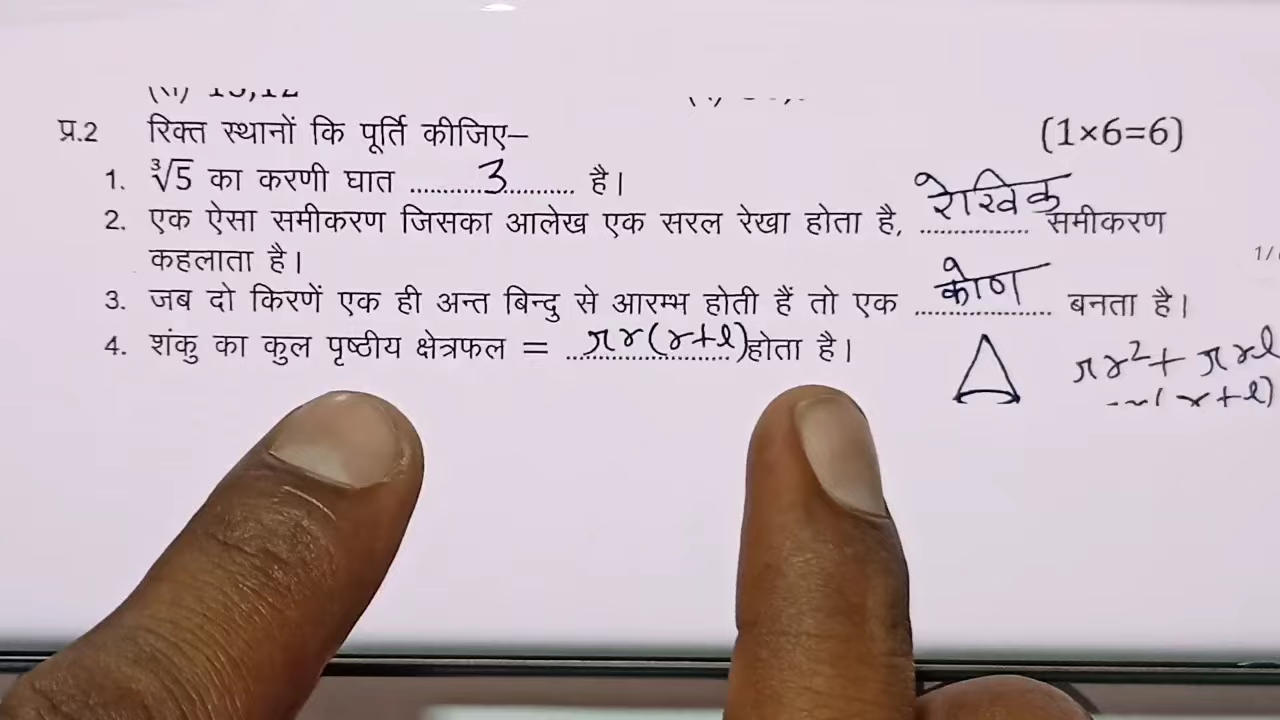 प्र.2 रिक्त स्थानों कि पूर्ति कीजिए– (1×6=6)
1. ∛5 का करणी घात ...........3........... है।
2. एक ऐसा समीकरण जिसका आलेख एक सरल रेखा होता है, रोखिक समीकरण
कहलाता है।
3. जब दो किरणें एक ही अन्त बिन्दु से आरम्भ होती हैं तो एक कोण बनता है।
4. शंकु का कुल पृष्ठीय क्षेत्रफल = πr(r+l) होता है।
πr²+ πrl
r+l)